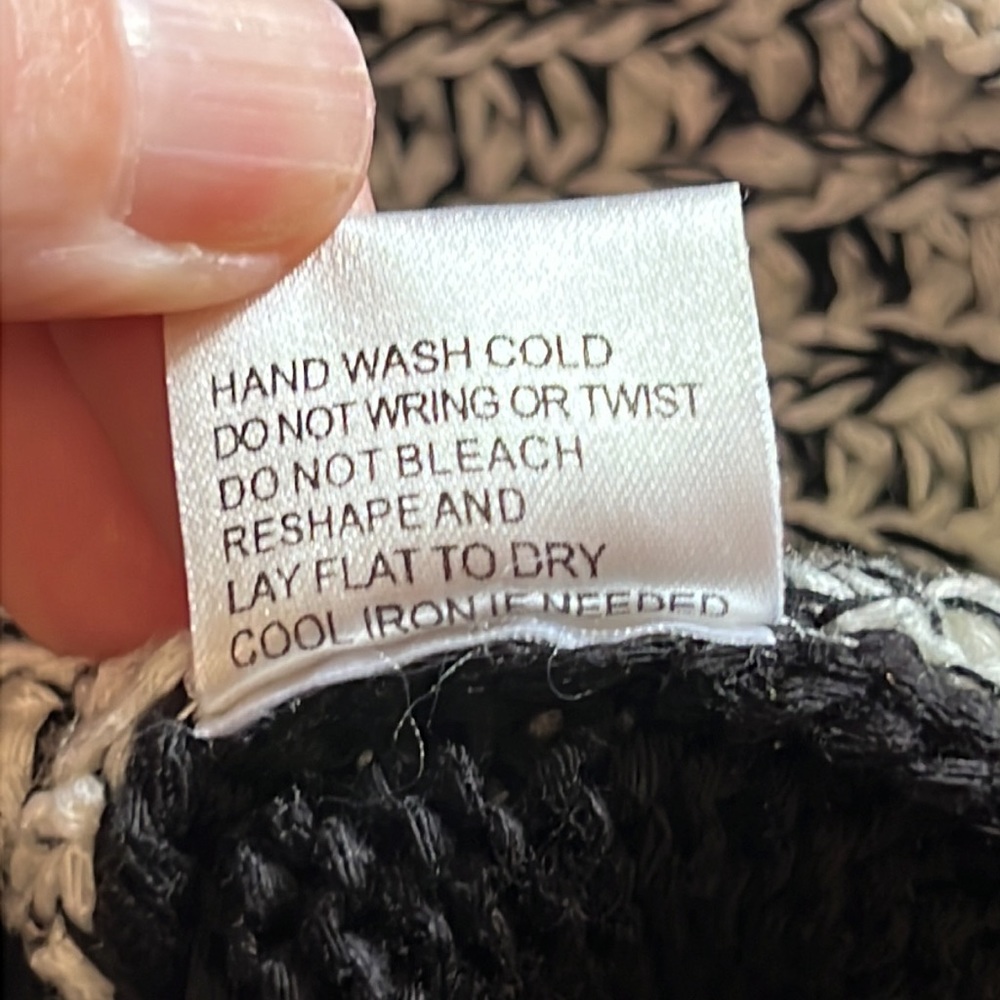 HAND WASH COLD
DO NOT WRING OR TWIST
DO NOT BLEACH
RESHAPE AND
LAY FLAT TO DRY
COOL IRON IF NEEDED